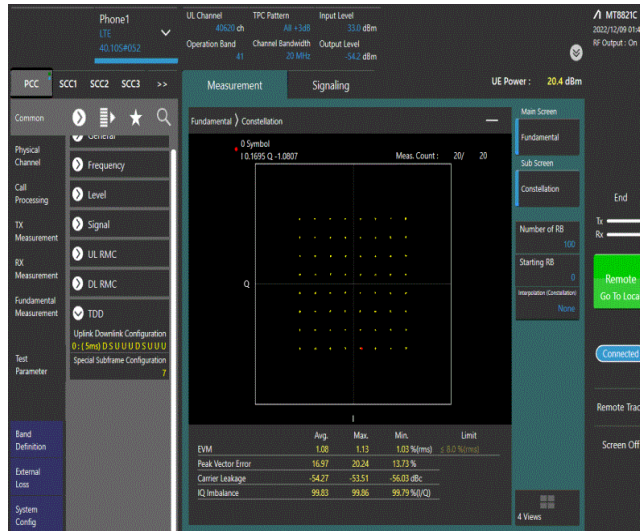 Phone1
LTE
40.10S#052
UL Channel
40620 ch
TPC Pattern
All +3dB
Input Level
33.0 dBm
Operation Band
41
Channel Bandwidth
20 MHz
Output Level
-54.2 dBm
MT8821C
2022/12/09 01:4
RF Output : On
PCC SCC1 SCC2 SCC3 >>
Measurement
Signaling
UE Power : 20.4 dBm
Common
Physical
Channel
Call
Processing
TX
Measurement
RX
Measurement
Fundamental
Measurement
Test
Parameter
Band
Definition
External
Loss
System
Config
General
Frequency
Level
Signal
UL RMC
DL RMC
TDD
Uplink Downlink Configuration
0 : ( 5ms) D S U U U D S U U U
Special Subframe Configuration
7
Fundamental 》 Constellation
0 Symbol
I 0.1695 Q -1.0807
Meas. Count : 20/ 20
Q
I
Avg. Max. Min. Limit
EVM 1.08 1.13 1.03 %(rms) ≤ 8.0 %(rms)
Peak Vector Error 16.97 20.24 13.73 %
Carrier Leakage -54.27 -53.51 -56.03 dBc
IQ Imbalance 99.83 99.86 99.79 %(I/Q)
Main Screen
Fundamental
Sub Screen
Constellation
Number of RB
100
Starting RB
0
Interpolation (Constellation)
None
4 Views
End
Tx
Rx
Remote
Go To Loca
Connected
Remote Trac
Screen Off